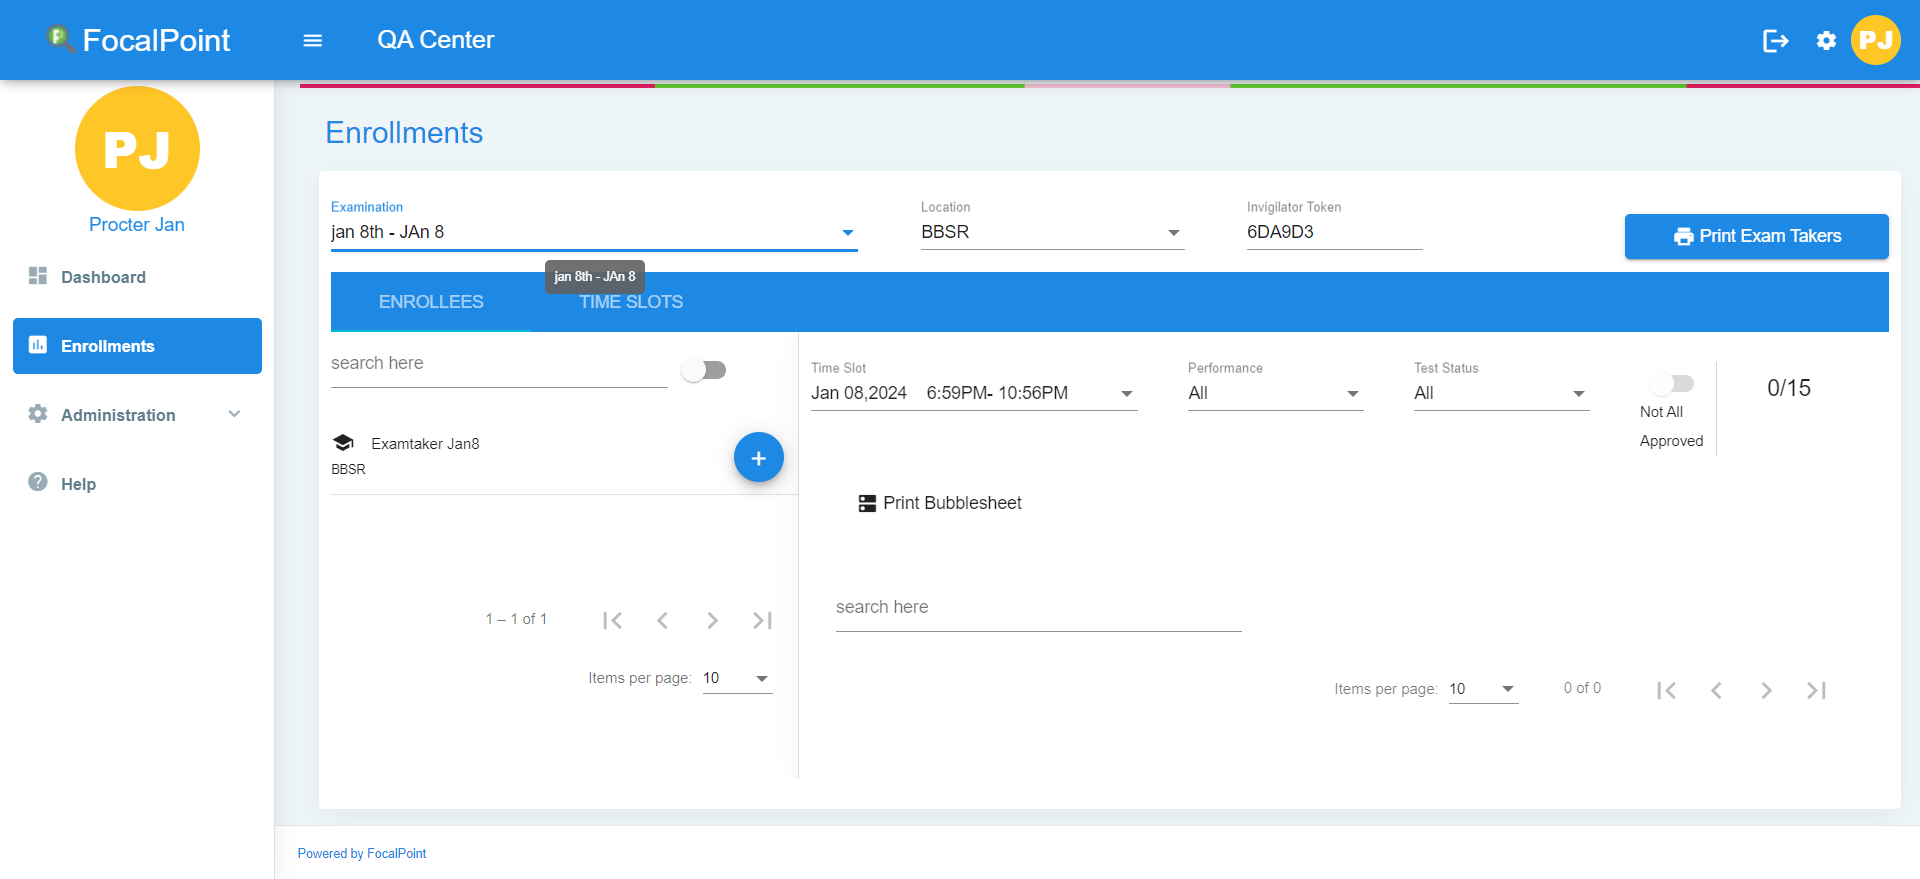 FocalPoint
QA Center
PJ
PJ
Procter Jan
Dashboard
Enrollments
Administration
Help
Enrollments
Examination
jan 8th - JAn 8
Location
BBSR
Invigilator Token
6DA9D3
Print Exam Takers
jan 8th - JAn 8
ENROLLEES
TIME SLOTS
search here
Examtaker Jan8
BBSR
1 – 1 of 1
Items per page: 10
Time Slot
Jan 08,2024 6:59PM- 10:56PM
Performance
All
Test Status
All
Not All
Approved
0/15
Print Bubblesheet
search here
Items per page: 10
0 of 0
Powered by FocalPoint